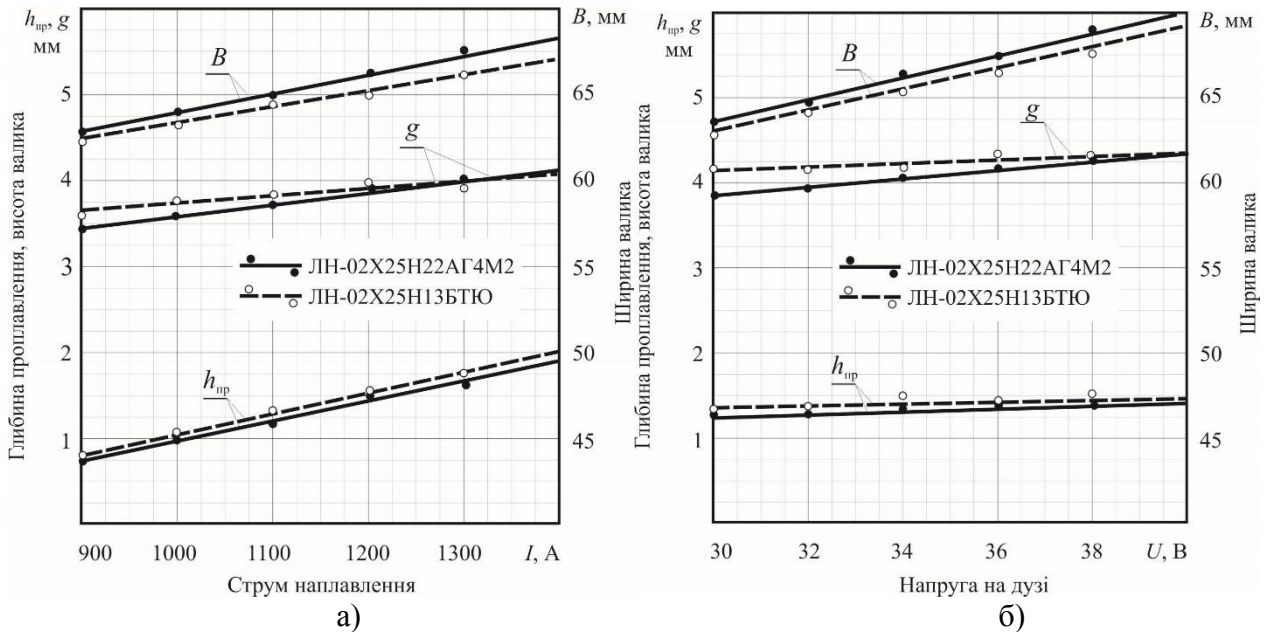 hпр, g
мм
B, мм
5
4
3
2
1
65
60
55
50
45
Глибина проплавлення, висота валика
Ширина валика
B
g
ЛН-02Х25Н22АГ4М2
ЛН-02Х25Н13БТЮ
hпр
900 1000 1100 1200 1300 I, А
Струм наплавлення
а)
hпр, g
мм
B, мм
5
4
3
2
1
65
60
55
50
45
Глибина проплавлення, висота валика
Ширина валика
B
g
ЛН-02Х25Н22АГ4М2
ЛН-02Х25Н13БТЮ
hпр
30 32 34 36 38 U, В
Напруга на дузі
б)